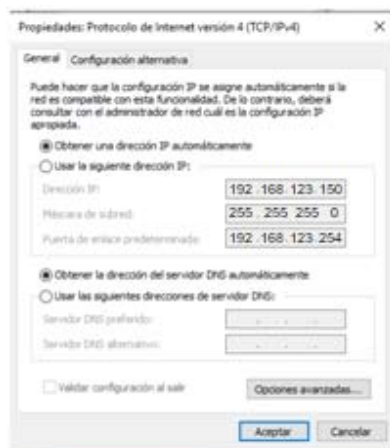 Propiedades: Protocolo de Internet versión 4 (TCP/IPv4)
General
Configuración alternativa
Puede hacer que la configuración IP se asigne automáticamente si la
red es compatible con esta funcionalidad. De lo contrario, deberá
consultar con el administrador de red cuál es la configuración IP
apropiada.
Obtener una dirección IP automáticamente
Usar la siguiente dirección IP:
Dirección IP: 192 . 168 . 123 . 150
Máscara de subred: 255 . 255 . 255 . 0
Puerta de enlace predeterminada: 192 . 168 . 123 . 254
Obtener la dirección del servidor DNS automáticamente
Usar las siguientes direcciones de servidor DNS:
Servidor DNS preferido:
Servidor DNS alternativo:
Validar configuración al salir
Opciones avanzadas...
Aceptar
Cancelar